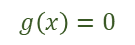 g(x) = 0